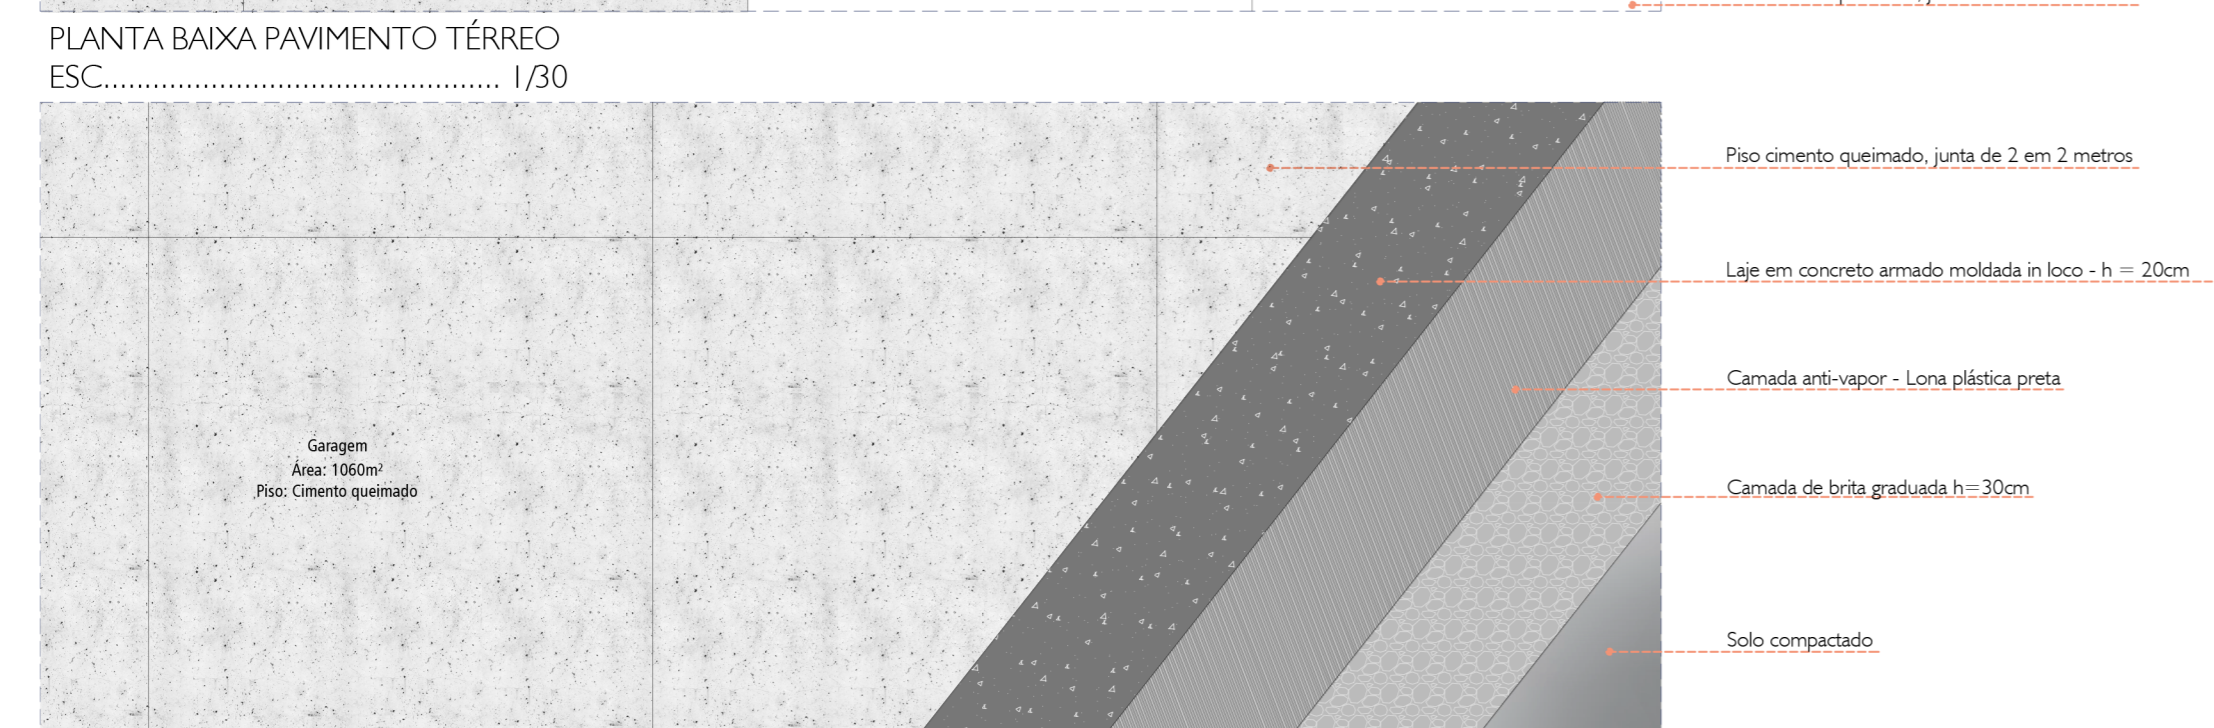 PLANTA BAIXA PAVIMENTO TÉRREO
ESC................................................ 1/30
Piso cimento queimado, junta de 2 em 2 metros
Laje em concreto armado moldada in loco - h = 20cm
Camada anti-vapor - Lona plástica preta
Garagem
Área: 1060m²
Piso: Cimento queimado
Camada de brita graduada h=30cm
Solo compactado